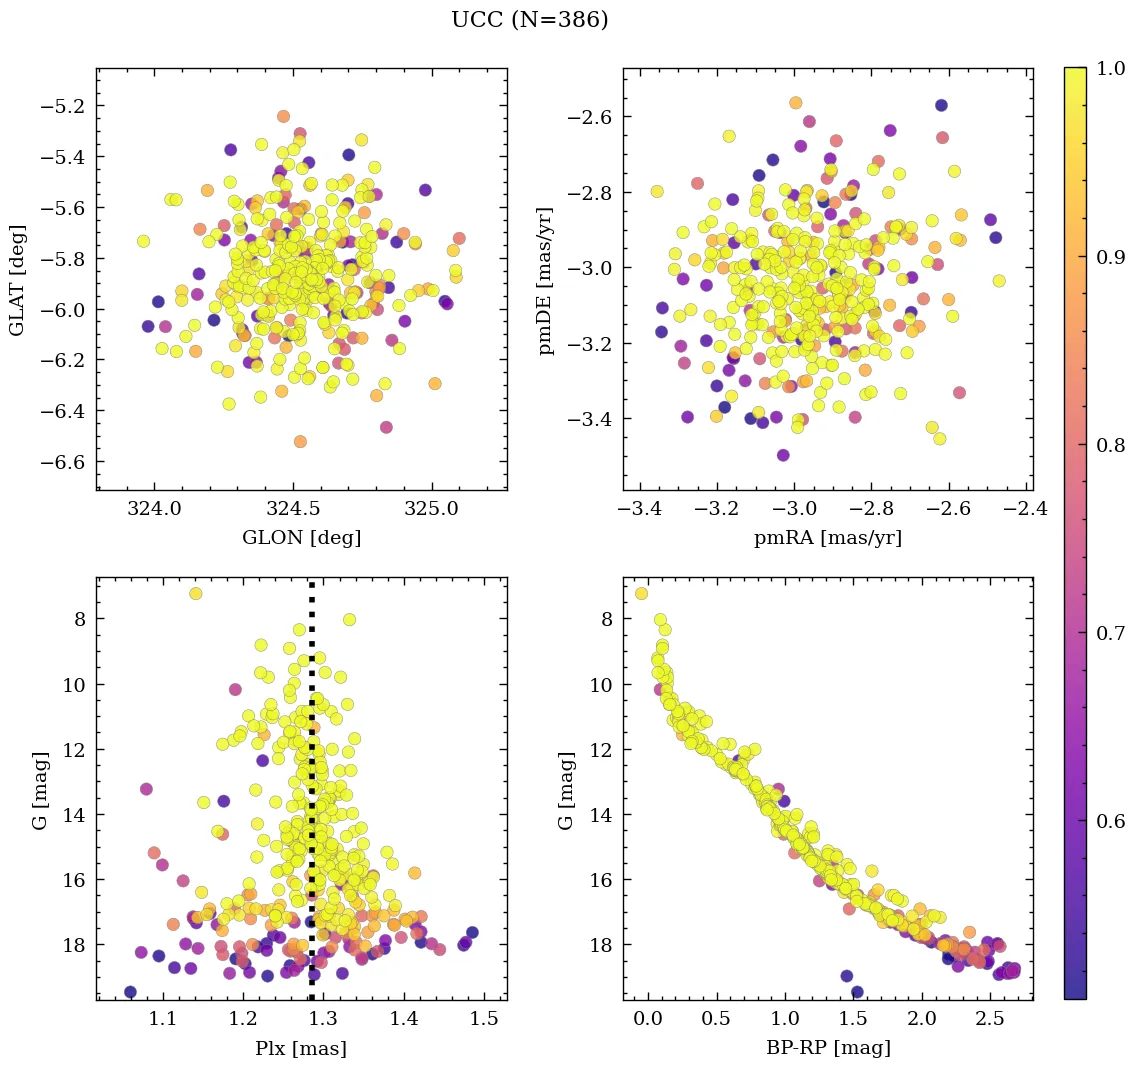 UCC (N=386)
−5.2
−5.4
−5.6
−5.8
−6.0
−6.2
−6.4
−6.6
GLAT [deg]
324.0 324.5 325.0
GLON [deg]
−2.6
−2.8
−3.0
−3.2
−3.4
pmDE [mas/yr]
−3.4 −3.2 −3.0 −2.8 −2.6 −2.4
pmRA [mas/yr]
8
10
12
14
16
18
G [mag]
1.1 1.2 1.3 1.4 1.5
Plx [mas]
8
10
12
14
16
18
G [mag]
0.0 0.5 1.0 1.5 2.0 2.5
BP-RP [mag]
1.0
0.9
0.8
0.7
0.6